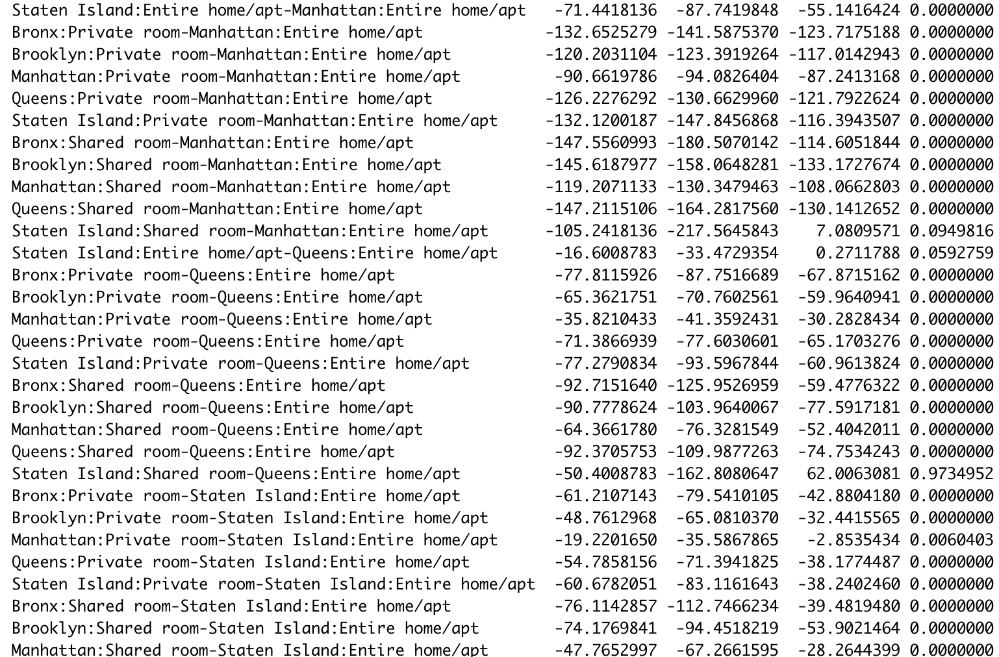 Staten Island:Entire home/apt-Manhattan:Entire home/apt -71.4418136 -87.7419848 -55.1416424 0.0000000
Bronx:Private room-Manhattan:Entire home/apt -132.6525279 -141.5875370 -123.7175188 0.0000000
Brooklyn:Private room-Manhattan:Entire home/apt -120.2031104 -123.3919264 -117.0142943 0.0000000
Manhattan:Private room-Manhattan:Entire home/apt -90.6619786 -94.0826404 -87.2413168 0.0000000
Queens:Private room-Manhattan:Entire home/apt -126.2276292 -130.6629960 -121.7922624 0.0000000
Staten Island:Private room-Manhattan:Entire home/apt -132.1200187 -147.8456868 -116.3943507 0.0000000
Bronx:Shared room-Manhattan:Entire home/apt -147.5560993 -180.5070142 -114.6051844 0.0000000
Brooklyn:Shared room-Manhattan:Entire home/apt -145.6187977 -158.0648281 -133.1727674 0.0000000
Manhattan:Shared room-Manhattan:Entire home/apt -119.2071133 -130.3479463 -108.0662803 0.0000000
Queens:Shared room-Manhattan:Entire home/apt -147.2115106 -164.2817560 -130.1412652 0.0000000
Staten Island:Shared room-Manhattan:Entire home/apt -105.2418136 -217.5645843 7.0809571 0.0949816
Staten Island:Entire home/apt-Queens:Entire home/apt -16.6008783 -33.4729354 0.2711788 0.0592759
Bronx:Private room-Queens:Entire home/apt -77.8115926 -87.7516689 -67.8715162 0.0000000
Brooklyn:Private room-Queens:Entire home/apt -65.3621751 -70.7602561 -59.9640941 0.0000000
Manhattan:Private room-Queens:Entire home/apt -35.8210433 -41.3592431 -30.2828434 0.0000000
Queens:Private room-Queens:Entire home/apt -71.3866939 -77.6030601 -65.1703276 0.0000000
Staten Island:Private room-Queens:Entire home/apt -77.2790834 -93.5967844 -60.9613824 0.0000000
Bronx:Shared room-Queens:Entire home/apt -92.7151640 -125.9526959 -59.4776322 0.0000000
Brooklyn:Shared room-Queens:Entire home/apt -90.7778624 -103.9640067 -77.5917181 0.0000000
Manhattan:Shared room-Queens:Entire home/apt -64.3661780 -76.3281549 -52.4042011 0.0000000
Queens:Shared room-Queens:Entire home/apt -92.3705753 -109.9877263 -74.7534243 0.0000000
Staten Island:Shared room-Queens:Entire home/apt -50.4008783 -162.8080647 62.0063081 0.9734952
Bronx:Private room-Staten Island:Entire home/apt -61.2107143 -79.5410105 -42.8804180 0.0000000
Brooklyn:Private room-Staten Island:Entire home/apt -48.7612968 -65.0810370 -32.4415565 0.0000000
Manhattan:Private room-Staten Island:Entire home/apt -19.2201650 -35.5867865 -2.8535434 0.0060403
Queens:Private room-Staten Island:Entire home/apt -54.7858156 -71.3941825 -38.1774487 0.0000000
Staten Island:Private room-Staten Island:Entire home/apt -60.6782051 -83.1161643 -38.2402460 0.0000000
Bronx:Shared room-Staten Island:Entire home/apt -76.1142857 -112.7466234 -39.4819480 0.0000000
Brooklyn:Shared room-Staten Island:Entire home/apt -74.1769841 -94.4518219 -53.9021464 0.0000000
Manhattan:Shared room-Staten Island:Entire home/apt -47.7652997 -67.2661595 -28.2644399 0.0000000